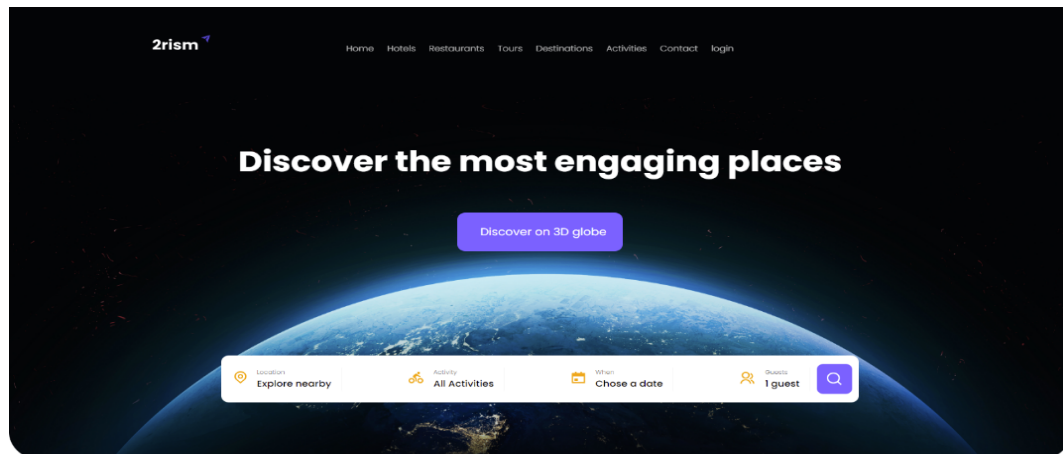 2rism
Home Hotels Restaurants Tours Destinations Activities Contact login
Discover the most engaging places
Discover on 3D globe
Location
Explore nearby
Activity
All Activities
When
Chose a date
Guests
1 guest